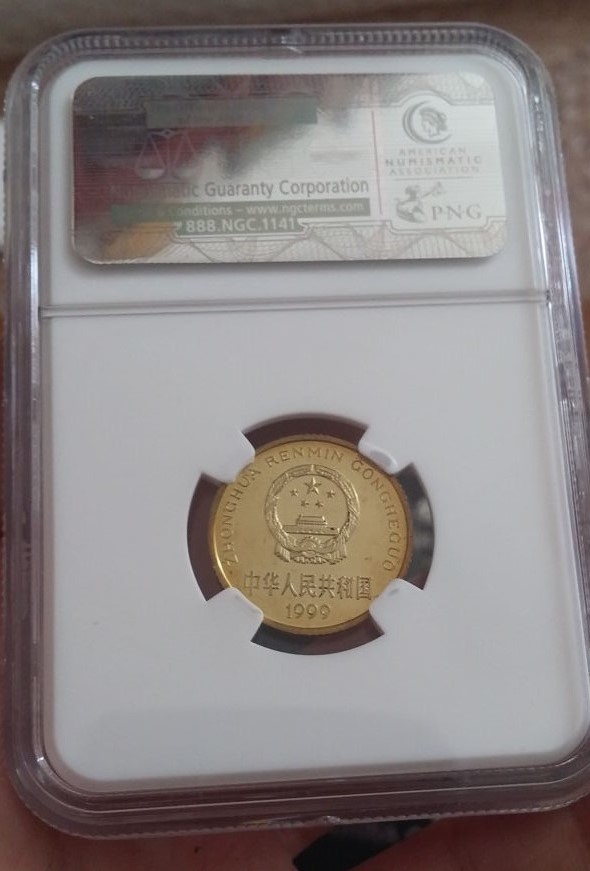 AMERICAN
NUMISMATIC
ASSOCIATION
Guaranty Corporation
Conditions – www.ngcterms.com
PNG
888.NGC.1141
ZHONGHUA RENMIN GONGHEGUO
中华人民共和国
1999